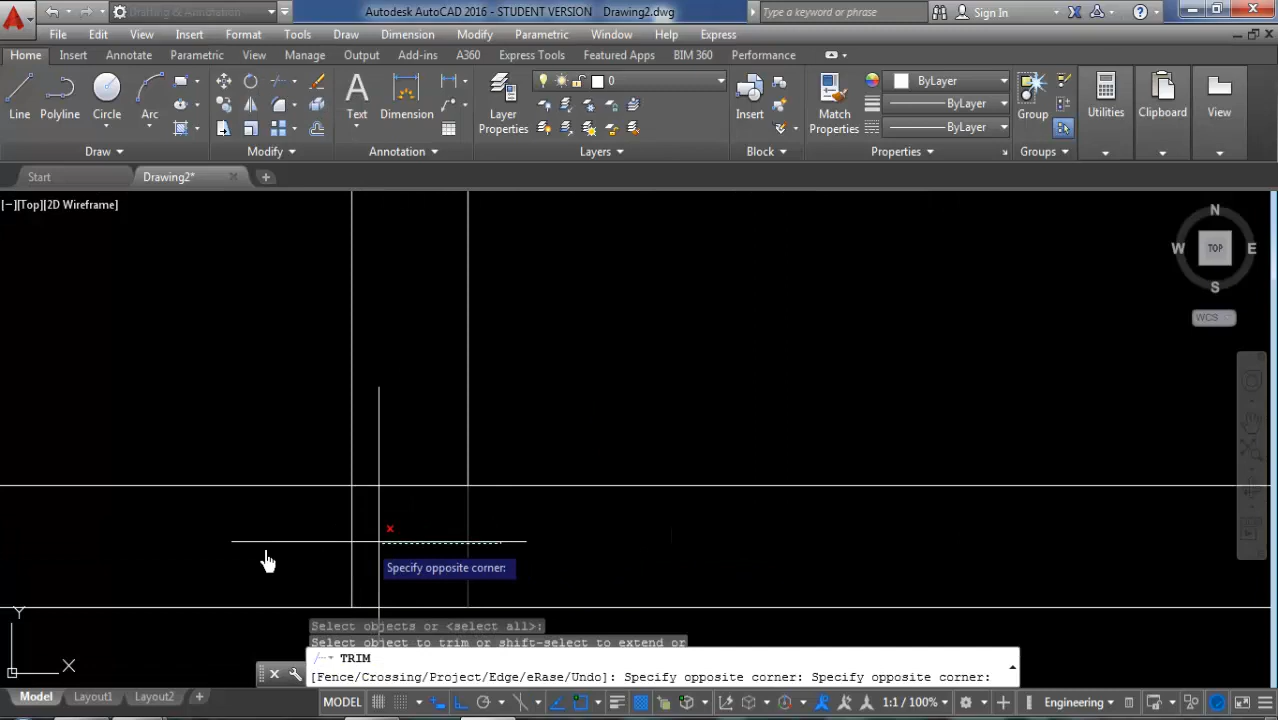 Autodesk AutoCAD 2016 - STUDENT VERSION Drawing2.dwg
Drafting & Annotation
Type a keyword or phrase
Sign In
File Edit View Insert Format Tools Draw Dimension Modify Parametric Window Help Express
Home Insert Annotate Parametric View Manage Output Add-ins A360 Express Tools Featured Apps BIM 360 Performance
0
ByLayer
ByLayer
ByLayer
Line Polyline Circle Arc
Text Dimension
Layer Properties
Insert
Match Properties
Group
Utilities
Clipboard
View
Draw Modify Annotation Layers Block Properties Groups
Start Drawing2*
[−][Top][2D Wireframe]
N
W TOP E
S
WCS
Specify opposite corner:
Y
X
Select objects or <select all>:
Select object to trim or shift-select to extend or
TRIM
[Fence/Crossing/Project/Edge/eRase/Undo]: Specify opposite corner: Specify opposite corner:
Model Layout1 Layout2
MODEL 1:1 / 100% Engineering